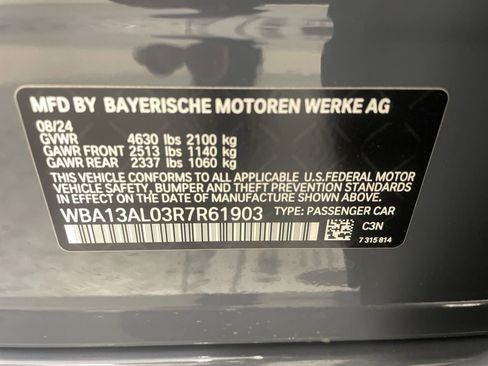 MFD BY BAYERISCHE MOTOREN WERKE AG
08/24
GVWR 4630 lbs 2100 kg
GAWR FRONT 2513 lbs 1140 kg
GAWR REAR 2337 lbs 1060 kg
THIS VEHICLE CONFORMS TO ALL APPLICABLE U.S.FEDERAL MOTOR
VEHICLE SAFETY, BUMPER AND THEFT PREVENTION STANDARDS
IN EFFECT ON THE DATE OF MANUFACTURE SHOWN ABOVE.
WBA13AL03R7R61903 TYPE: PASSENGER CAR
C3N
7 315 814